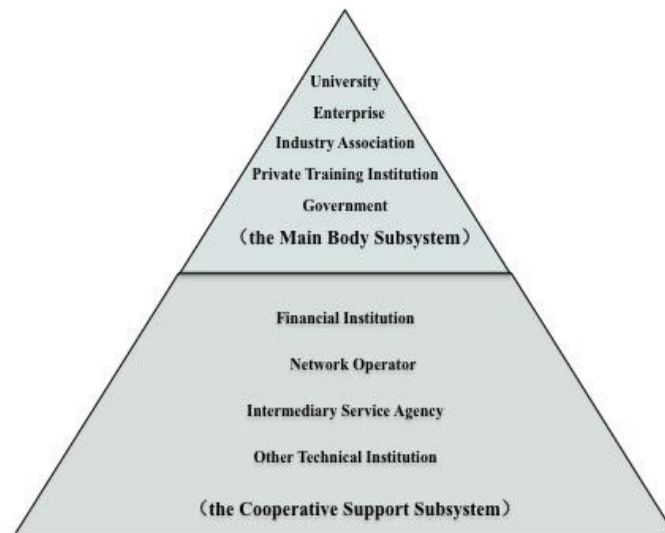 University
Enterprise
Industry Association
Private Training Institution
Government
（the Main Body Subsystem）
Financial Institution
Network Operator
Intermediary Service Agency
Other Technical Institution
（the Cooperative Support Subsystem）